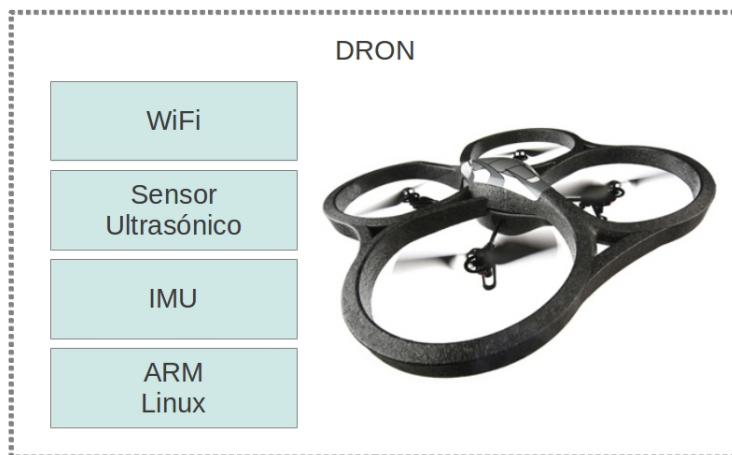 DRON
WiFi
Sensor
Ultrasónico
IMU
ARM
Linux